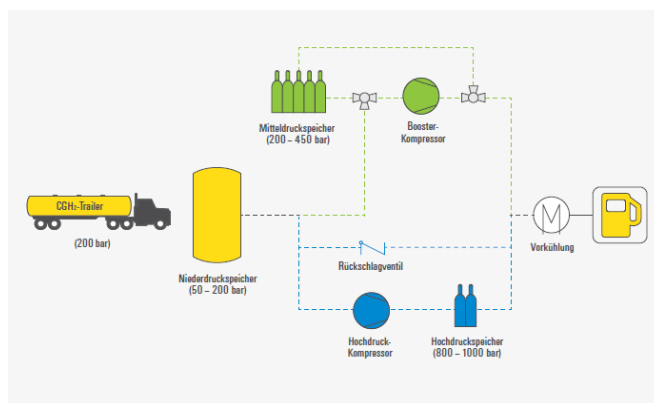 Mitteldruckspeicher
(200 – 450 bar)
Booster-
Kompressor
CGH₂-Trailer
(200 bar)
Niederdruckspeicher
(50 – 200 bar)
Rückschlagventil
Vorkühlung
Hochdruck-
Kompressor
Hochdruckspeicher
(800 – 1000 bar)